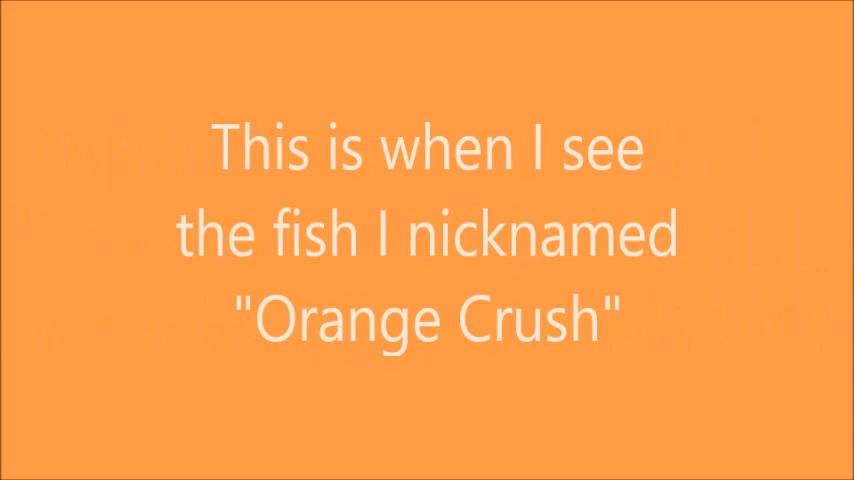 This is when I see
the fish I nicknamed
"Orange Crush"